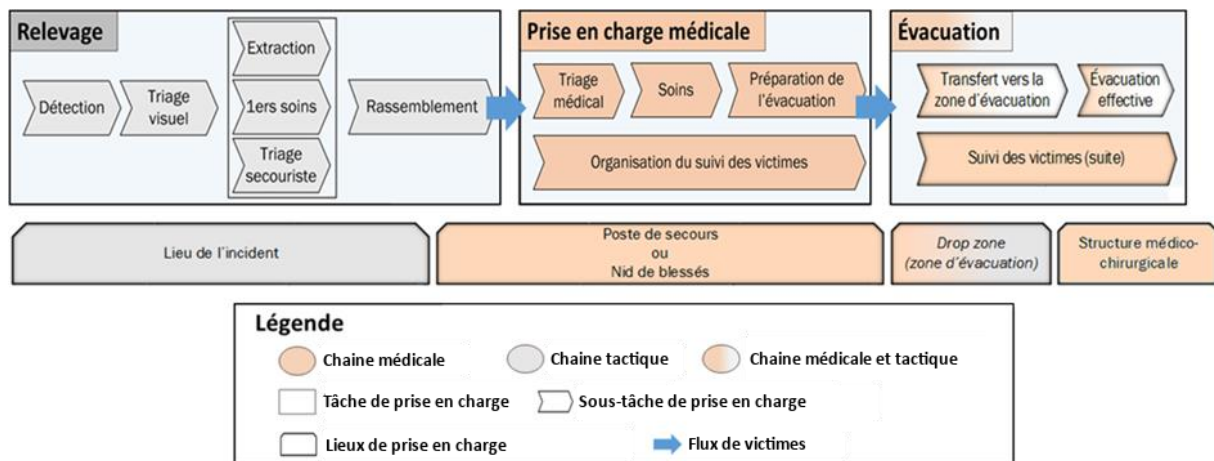 Relevage
Détection
Triage
visuel
Extraction
1ers soins
Triage
secouriste
Rassemblement
Prise en charge médicale
Triage
médical
Soins
Préparation de
l'évacuation
Organisation du suivi des victimes
Évacuation
Transfert vers la
zone d'évacuation
Évacuation
effective
Suivi des victimes (suite)
Lieu de l'incident
Poste de secours
ou
Nid de blessés
Drop zone
(zone d'évacuation)
Structure médico-
chirurgicale
Légende
Chaine médicale
Chaine tactique
Chaine médicale et tactique
Tâche de prise en charge
Sous-tâche de prise en charge
Lieux de prise en charge
Flux de victimes